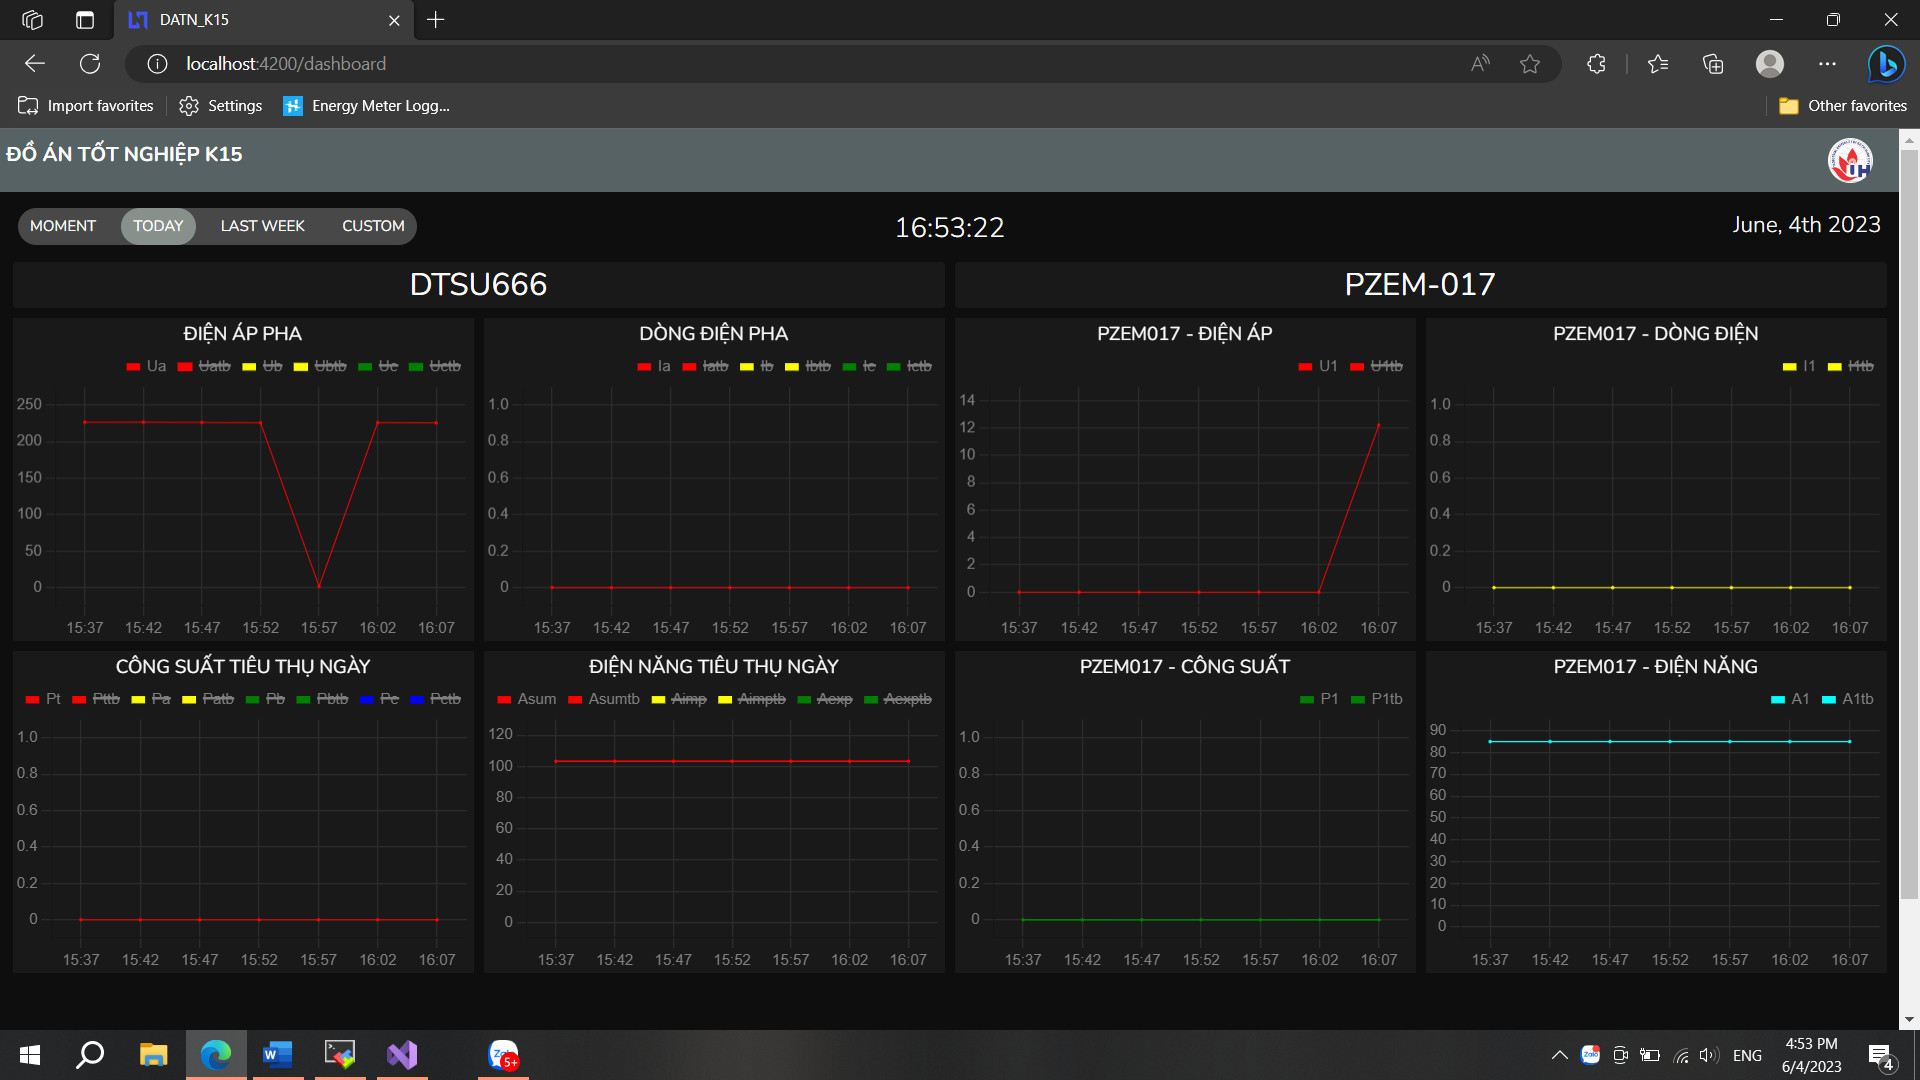 DATN_K15
localhost:4200/dashboard
Import favorites Settings Energy Meter Logg... Other favorites
ĐỒ ÁN TỐT NGHIỆP K15
MOMENT TODAY LAST WEEK CUSTOM 16:53:22 June, 4th 2023
DTSU666 PZEM-017
ĐIỆN ÁP PHA
Ua Uatb Ub Ubtb Uc Uctb
250
200
150
100
50
0
15:37 15:42 15:47 15:52 15:57 16:02 16:07
DÒNG ĐIỆN PHA
Ia Iatb Ib Ibtb Ic Ictb
1.0
0.8
0.6
0.4
0.2
0
15:37 15:42 15:47 15:52 15:57 16:02 16:07
PZEM017 - ĐIỆN ÁP
U1 U1tb
14
12
10
8
6
4
2
0
15:37 15:42 15:47 15:52 15:57 16:02 16:07
PZEM017 - DÒNG ĐIỆN
I1 I1tb
1.0
0.8
0.6
0.4
0.2
0
15:37 15:42 15:47 15:52 15:57 16:02 16:07
CÔNG SUẤT TIÊU THỤ NGÀY
Pt Pttb Pa Patb Pb Pbtb Pc Pctb
1.0
0.8
0.6
0.4
0.2
0
15:37 15:42 15:47 15:52 15:57 16:02 16:07
ĐIỆN NĂNG TIÊU THỤ NGÀY
Asum Asumtb Aimp Aimptb Aexp Aexptb
120
100
80
60
40
20
0
15:37 15:42 15:47 15:52 15:57 16:02 16:07
PZEM017 - CÔNG SUẤT
P1 P1tb
1.0
0.8
0.6
0.4
0.2
0
15:37 15:42 15:47 15:52 15:57 16:02 16:07
PZEM017 - ĐIỆN NĂNG
A1 A1tb
90
80
70
60
50
40
30
20
10
0
15:37 15:42 15:47 15:52 15:57 16:02 16:07
5+
ENG
4:53 PM
6/4/2023
4